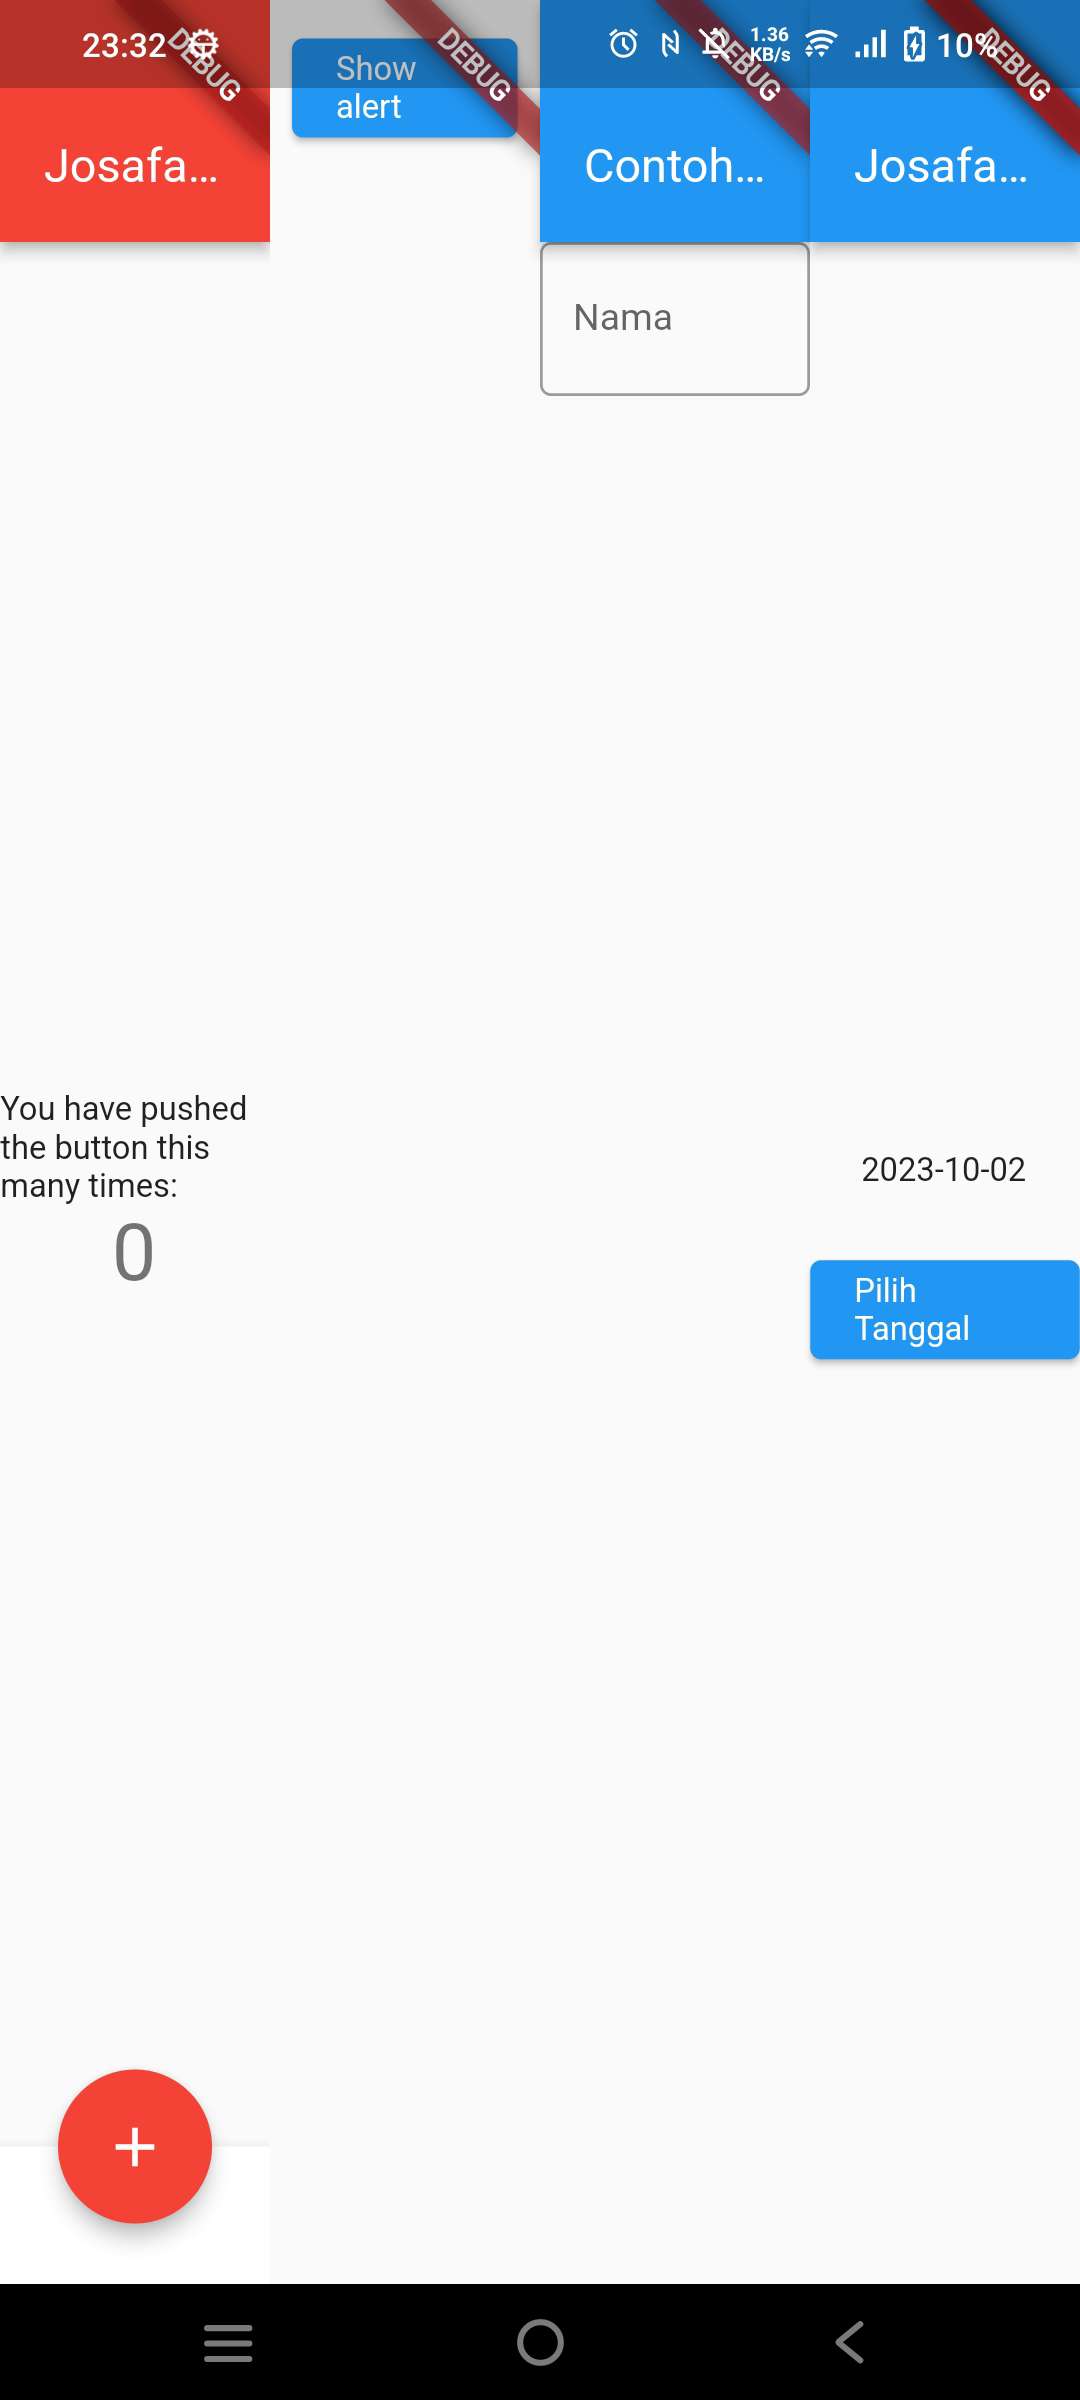 23:32
DEBUG
Show
alert
DEBUG
1.36
KB/s
DEBUG
10%
DEBUG
Josafa...
Contoh...
Josafa...
Nama
You have pushed
the button this
many times:
0
2023-10-02
Pilih
Tanggal